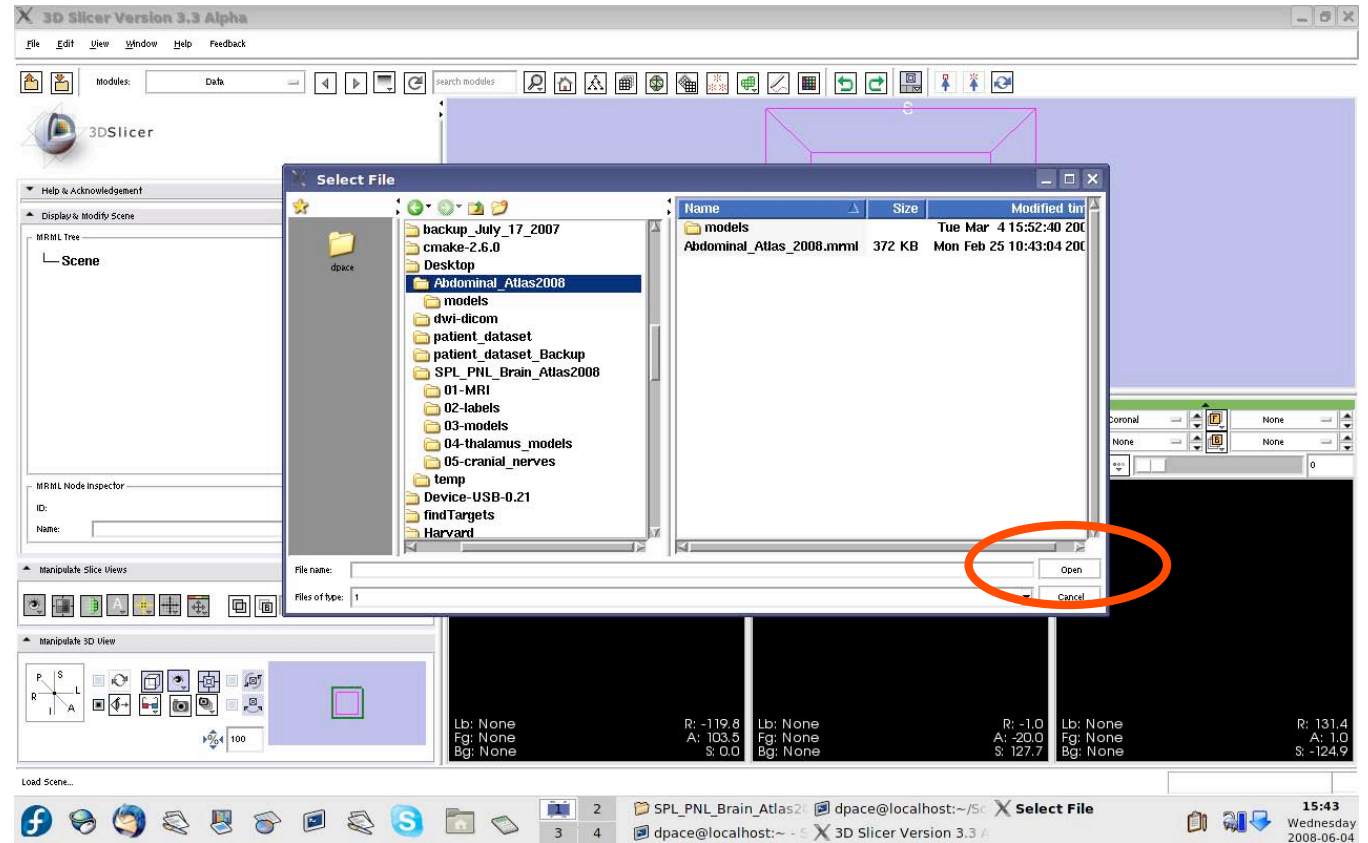 3D Slicer Version 3.3 Alpha
File Edit View Window Help Feedback
Modules: Data search modules
3DSlicer
S
Help & Acknowledgement
Display & Modify Scene
MRML Tree
Scene
MRML Node Inspector
ID:
Name:
Manipulate Slice Views
Manipulate 3D View
P S
R L
I A
100
Select File
dpace
backup_July_17_2007
cmake-2.6.0
Desktop
Abdominal_Atlas2008
models
dwi-dicom
patient_dataset
patient_dataset_Backup
SPL_PNL_Brain_Atlas2008
01-MRI
02-labels
03-models
04-thalamus_models
05-cranial_nerves
temp
Device-USB-0.21
findTargets
Harvard
Name Size Modified tim
models Tue Mar 4 15:52:40 200
Abdominal_Atlas_2008.mrml 372 KB Mon Feb 25 10:43:04 200
File name: Open
Files of type: 1 Cancel
Coronal None
None None
0
Lb: None R: -119.8 Lb: None R: -1.0 Lb: None R: 131.4
Fg: None A: 103.5 Fg: None A: -20.0 Fg: None A: 1.0
Bg: None S: 0.0 Bg: None S: 127.7 Bg: None S: -124.9
Load Scene...
1 2 SPL_PNL_Brain_Atlas2 dpace@localhost:~/Sc Select File 15:43
3 4 dpace@localhost:~ - S 3D Slicer Version 3.3 Wednesday
2008-06-04